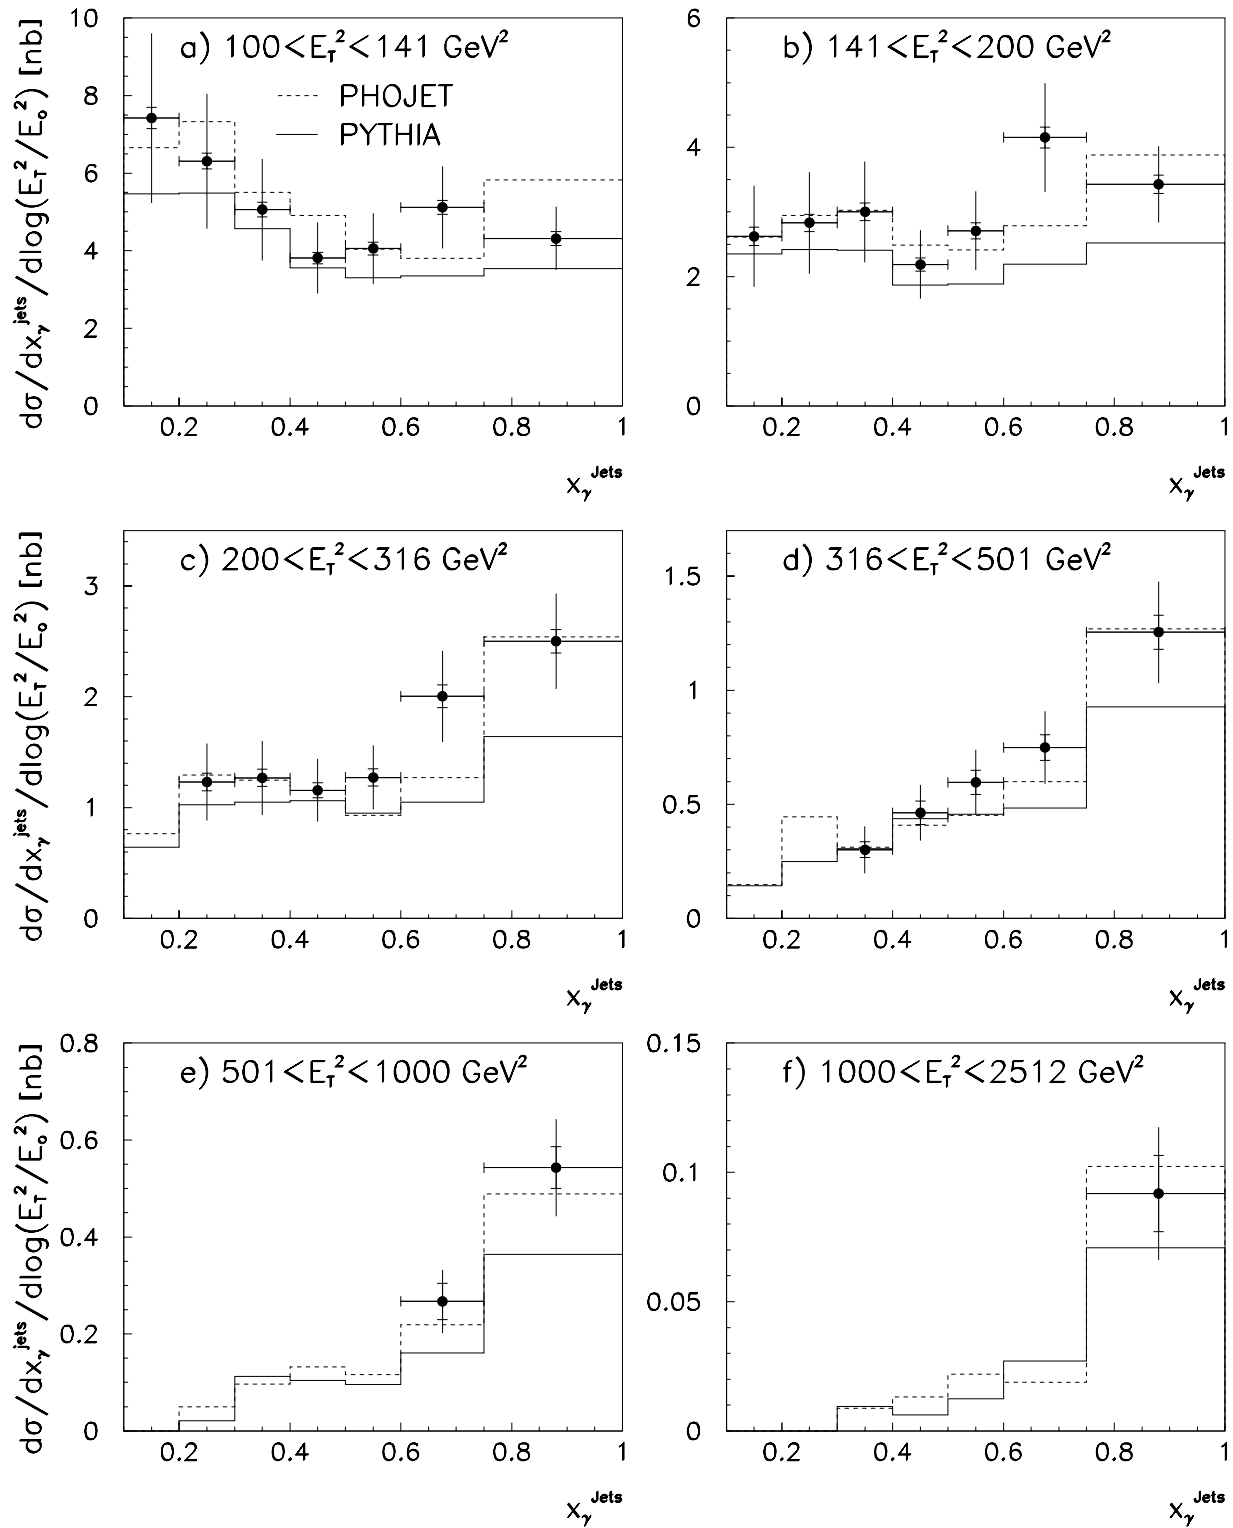 a) 100<E_T^2<141 GeV^2
PHOJET
PYTHIA
dσ/dx_γ^jets/dlog(E_T^2/E_o^2) [nb]
10
8
6
4
2
0
0.2 0.4 0.6 0.8 1
x_γ^Jets
b) 141<E_T^2<200 GeV^2
6
4
2
0
0.2 0.4 0.6 0.8 1
x_γ^Jets
c) 200<E_T^2<316 GeV^2
dσ/dx_γ^jets/dlog(E_T^2/E_o^2) [nb]
3
2
1
0
0.2 0.4 0.6 0.8 1
x_γ^Jets
d) 316<E_T^2<501 GeV^2
1.5
1
0.5
0
0.2 0.4 0.6 0.8 1
x_γ^Jets
e) 501<E_T^2<1000 GeV^2
dσ/dx_γ^jets/dlog(E_T^2/E_o^2) [nb]
0.8
0.6
0.4
0.2
0
0.2 0.4 0.6 0.8 1
x_γ^Jets
f) 1000<E_T^2<2512 GeV^2
0.15
0.1
0.05
0
0.2 0.4 0.6 0.8 1
x_γ^Jets